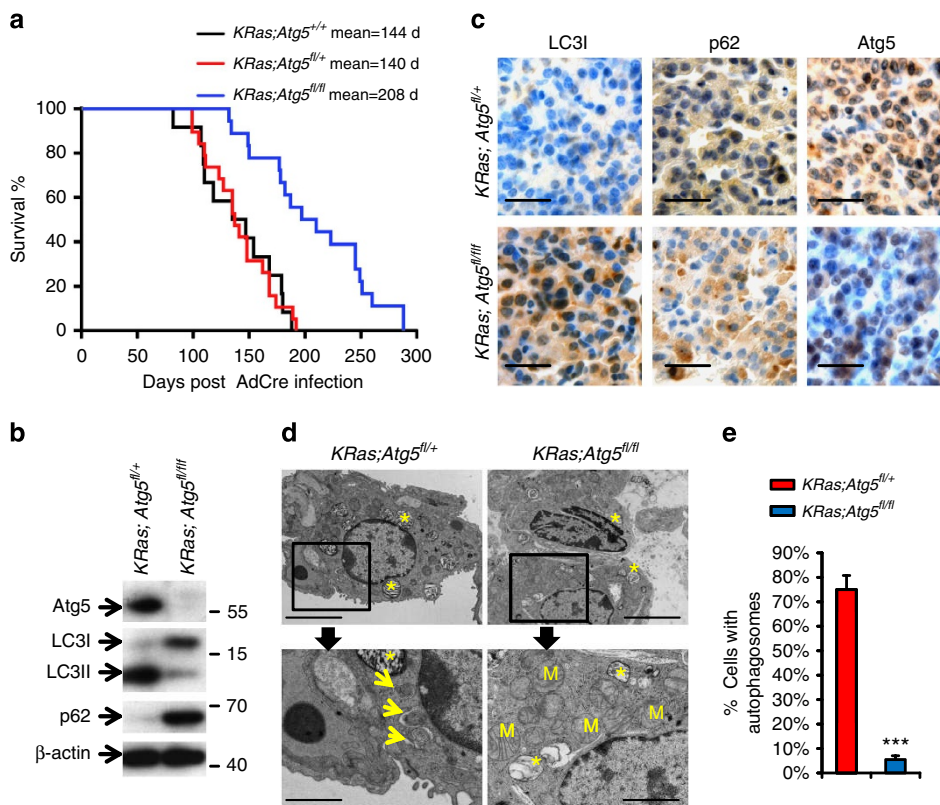 a
KRas;Atg5+/+ mean=144 d
KRas;Atg5fl/+ mean=140 d
KRas;Atg5fl/fl mean=208 d
Survival %
100
80
60
40
20
0
0 50 100 150 200 250 300
Days post AdCre infection
b
KRas; Atg5fl/+
KRas; Atg5fl/flf
Atg5
LC3I
LC3II
p62
β-actin
- 55
- 15
- 70
- 40
c
LC3I p62 Atg5
KRas; Atg5fl/+
KRas; Atg5fl/flf
d
KRas;Atg5fl/+ KRas;Atg5fl/fl
*
*
*
*
*
M
*
M
M
M
*
e
KRas;Atg5fl/+
KRas;Atg5fl/fl
% Cells with
autophagosomes
90%
80%
70%
60%
50%
40%
30%
20%
10%
0%
***